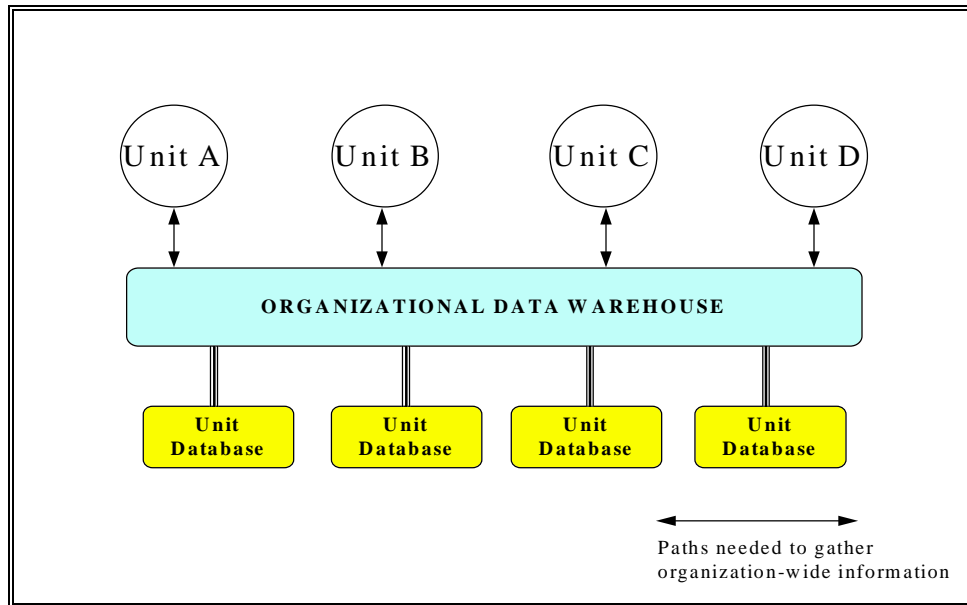 Unit A
Unit B
Unit C
Unit D
ORGANIZATIONAL DATA WAREHOUSE
Unit
Database
Unit
Database
Unit
Database
Unit
Database
Paths needed to gather
organization-wide information